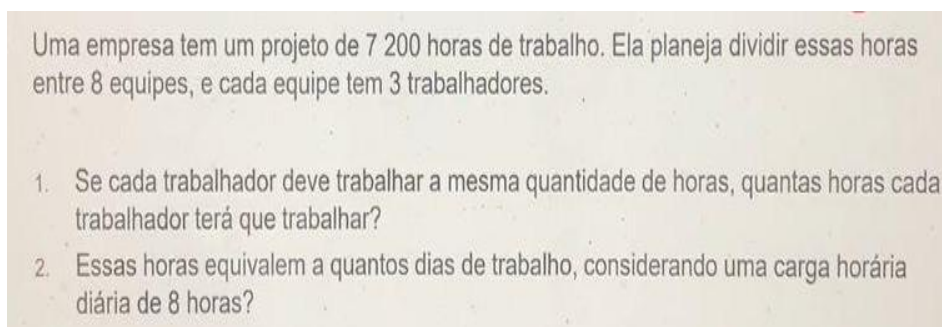 Uma empresa tem um projeto de 7 200 horas de trabalho. Ela planeja dividir essas horas
entre 8 equipes, e cada equipe tem 3 trabalhadores.
1. Se cada trabalhador deve trabalhar a mesma quantidade de horas, quantas horas cada
trabalhador terá que trabalhar?
2. Essas horas equivalem a quantos dias de trabalho, considerando uma carga horária
diária de 8 horas?